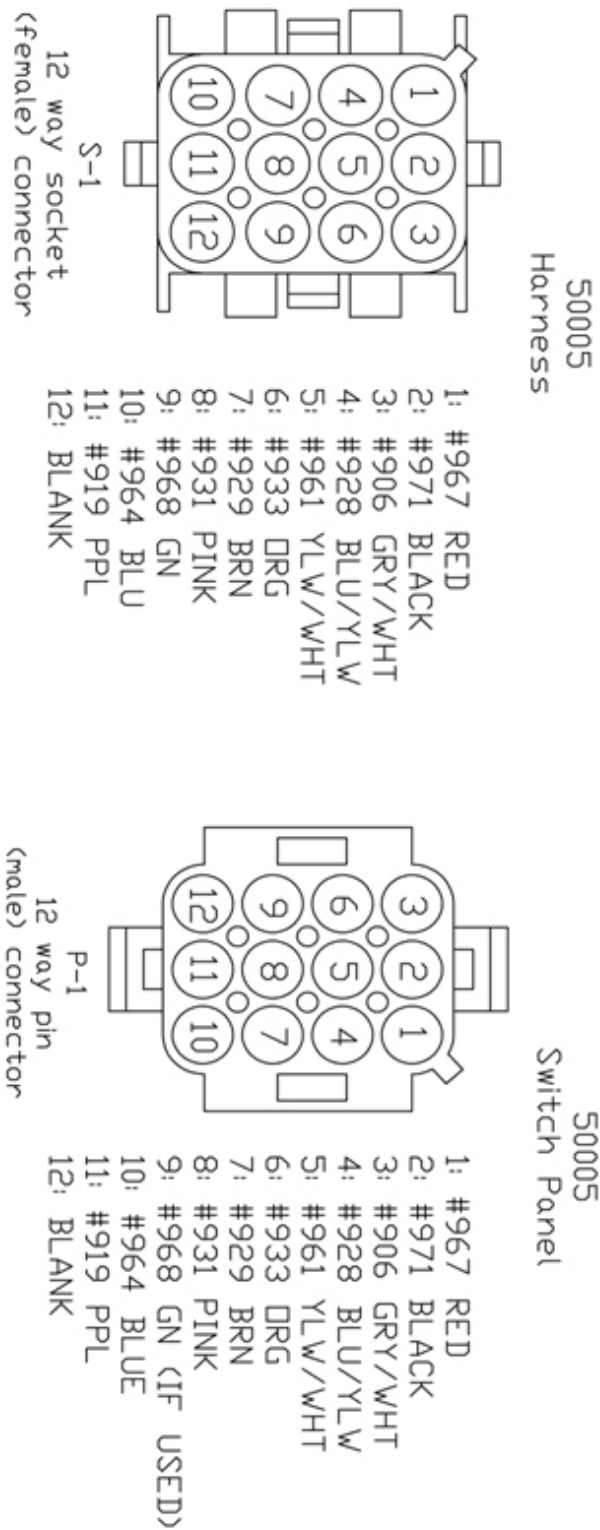 50005
Harness
1
2
3
4
5
6
7
8
9
10
11
12
S-1
12 way socket
(female) connector
1: #967 RED
2: #971 BLACK
3: #906 GRY/WHT
4: #928 BLU/YLW
5: #961 YLW/WHT
6: #933 ORG
7: #929 BRN
8: #931 PINK
9: #968 GN
10: #964 BLU
11: #919 PPL
12: BLANK
50005
Switch Panel
3
2
1
6
5
4
9
8
7
12
11
10
P-1
12 way pin
(male) connector
1: #967 RED
2: #971 BLACK
3: #906 GRY/WHT
4: #928 BLU/YLW
5: #961 YLW/WHT
6: #933 ORG
7: #929 BRN
8: #931 PINK
9: #968 GN (IF USED)
10: #964 BLUE
11: #919 PPL
12: BLANK